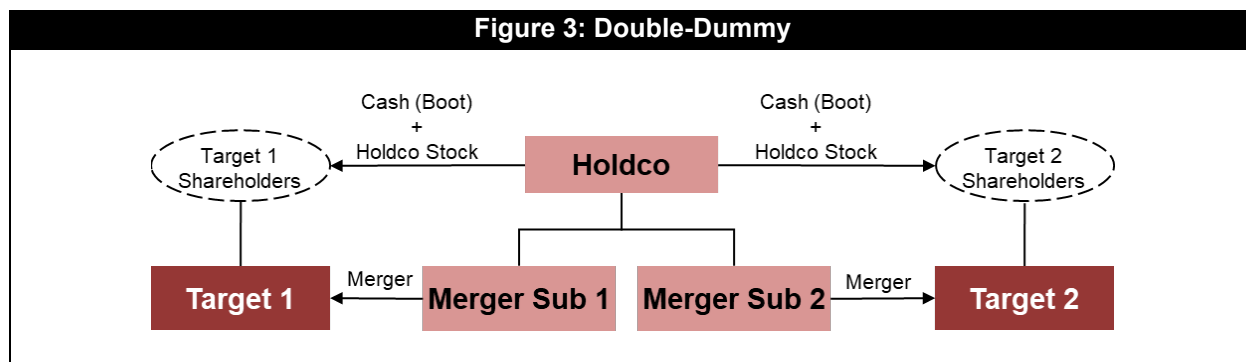 Figure 3: Double-Dummy
Cash (Boot)
+
Holdco Stock
Cash (Boot)
+
Holdco Stock
Target 1
Shareholders
Holdco
Target 2
Shareholders
Target 1
Merger
Merger Sub 1
Merger Sub 2
Merger
Target 2